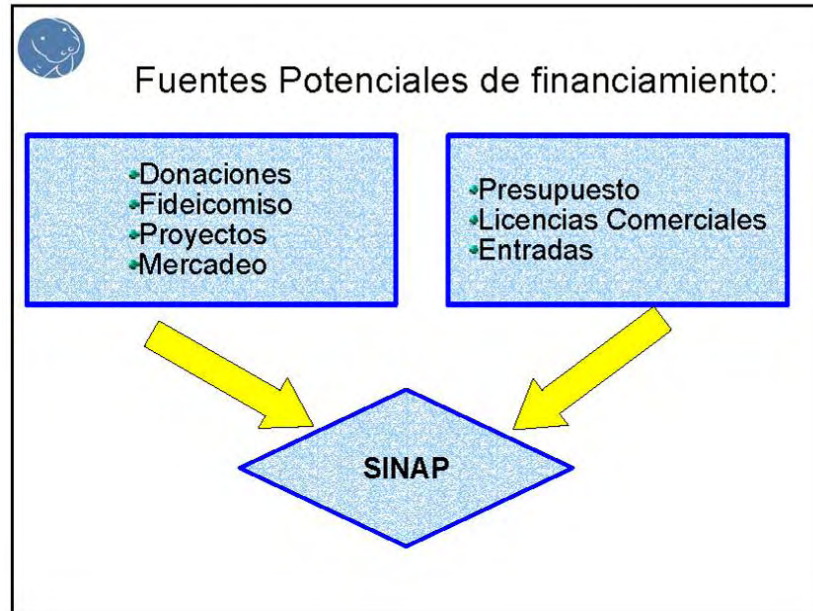 Fuentes Potenciales de financiamiento:
Donaciones
Fideicomiso
Proyectos
Mercadeo
Presupuesto
Licencias Comerciales
Entradas
SINAP